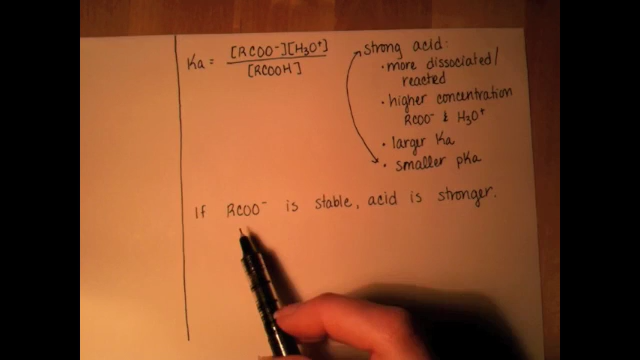 Ka = [RCOO⁻][H₃O⁺] / [RCOOH]
strong acid:
• more dissociated/
reacted
• higher concentration
RCOO⁻ & H₃O⁺
• larger Ka
• smaller pKa
If RCOO⁻ is stable, acid is stronger.